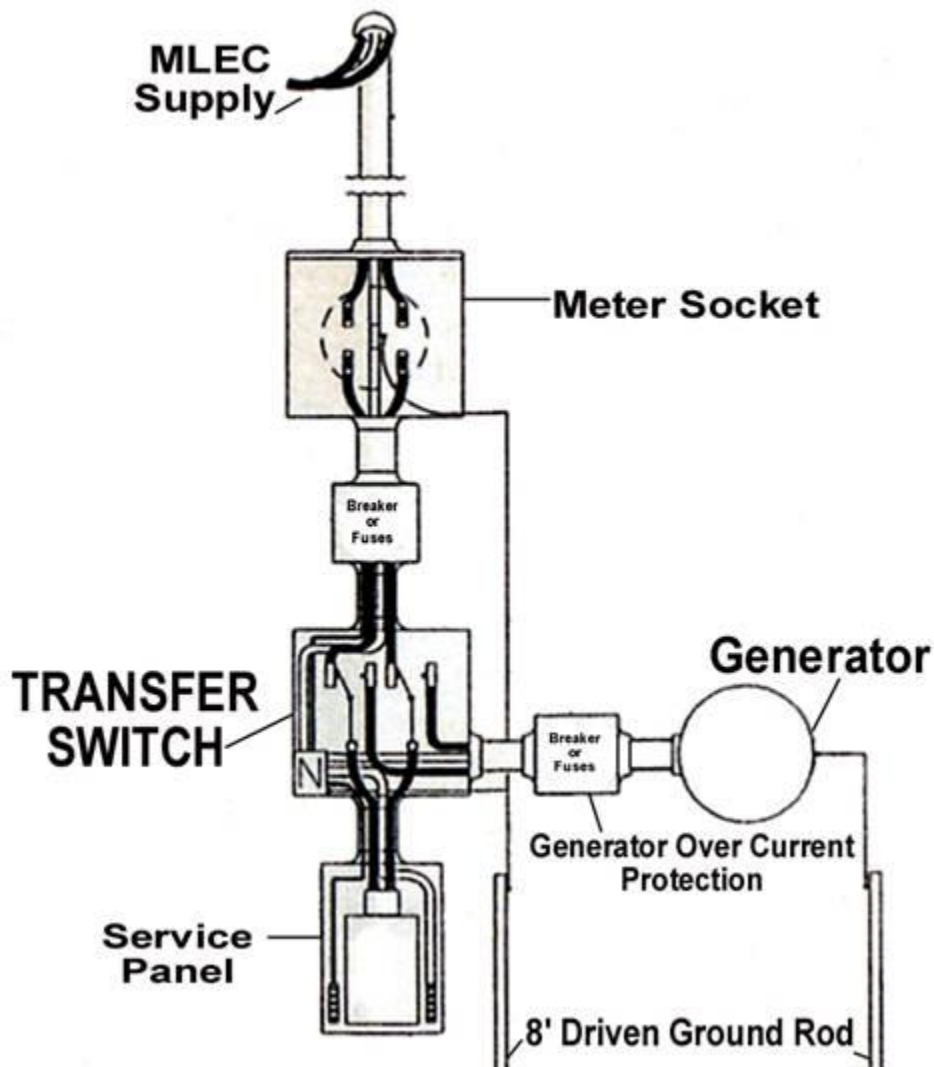 MLEC
Supply
Meter Socket
Breaker
or
Fuses
TRANSFER
SWITCH
N
Generator
Breaker
or
Fuses
Generator Over Current
Protection
Service
Panel
8' Driven Ground Rod